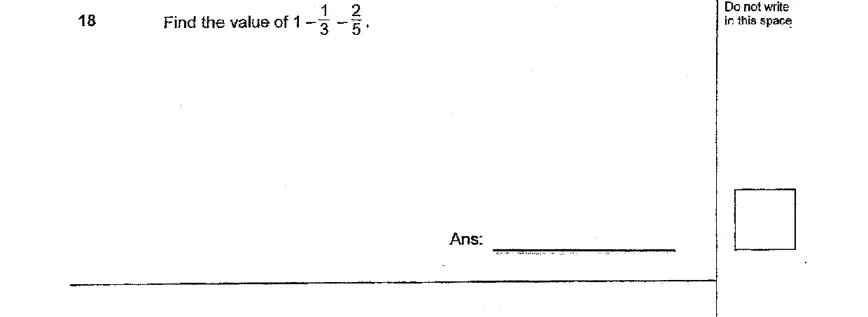 18 Find the value of 1 − 1/3 − 2/5.
Do not write
in this space
Ans: